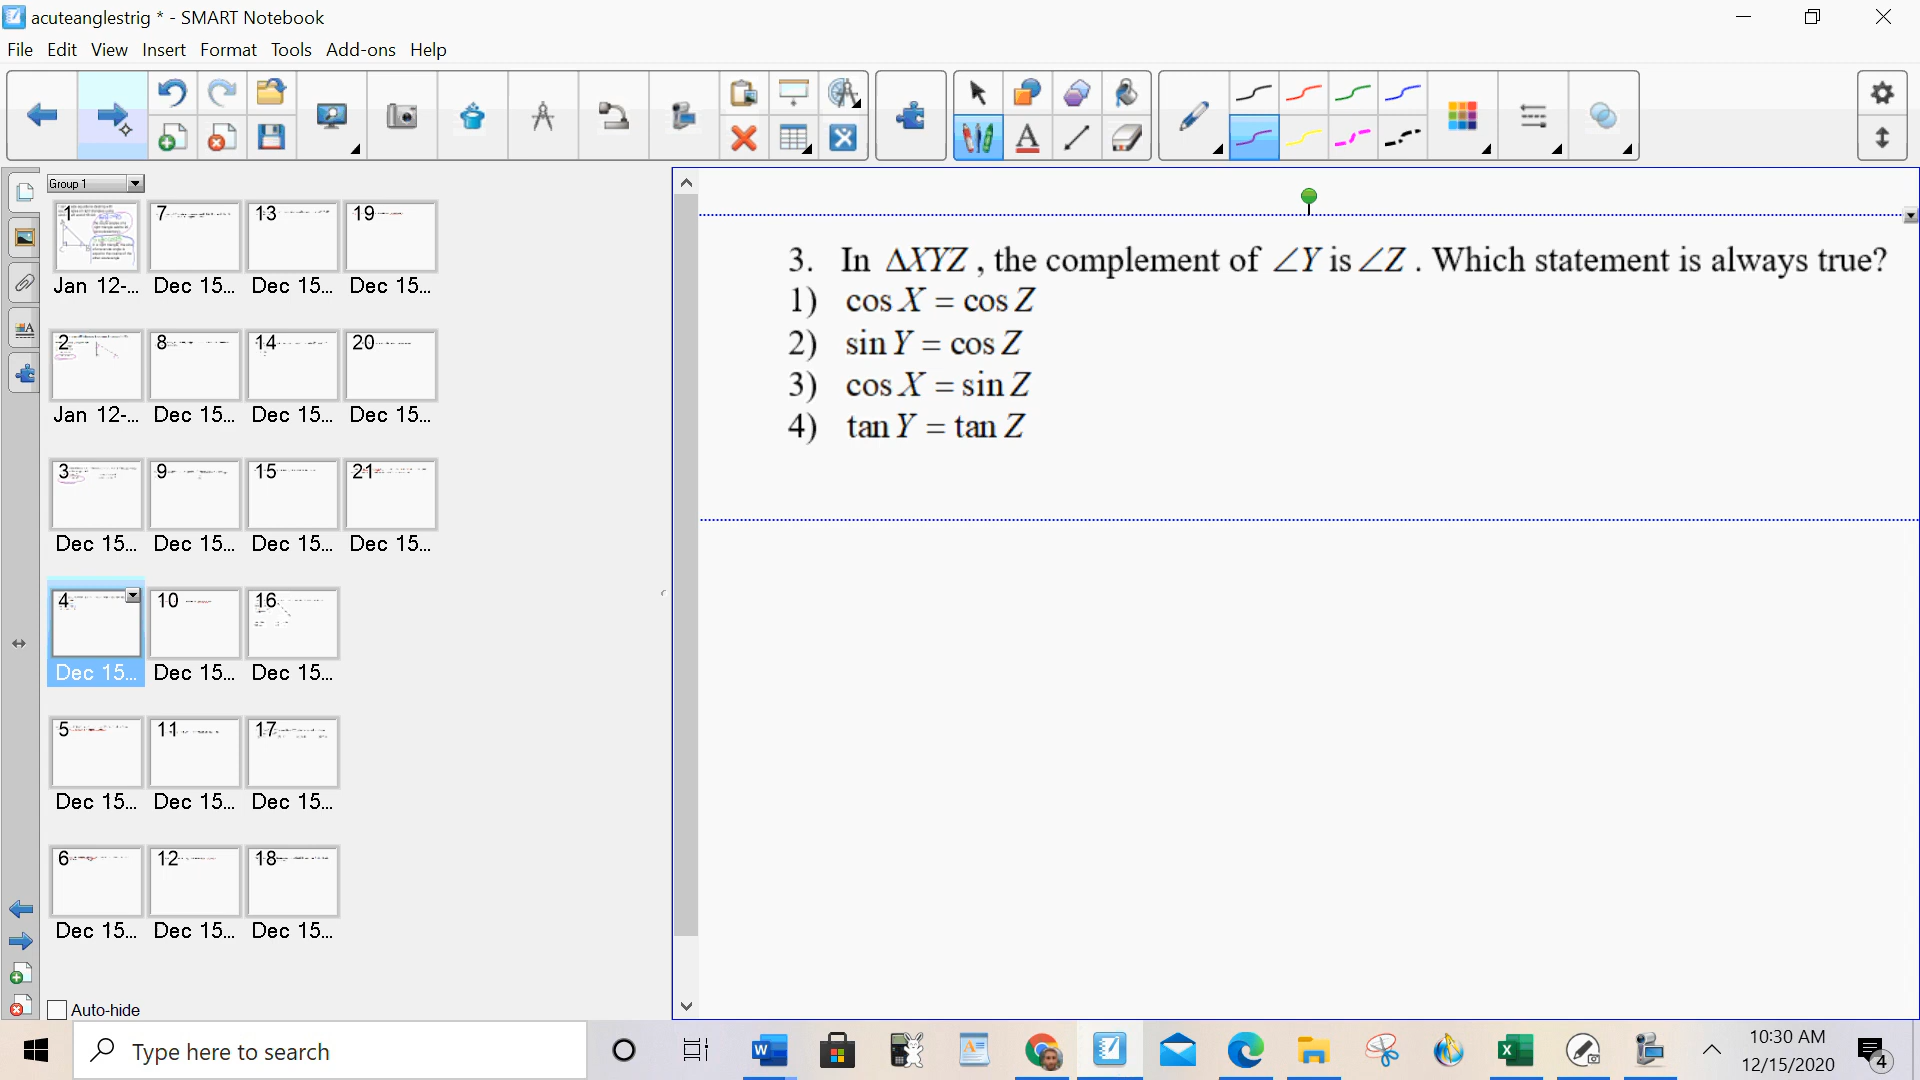 acuteanglestrig * - SMART Notebook
File Edit View Insert Format Tools Add-ons Help
Group 1
1 7 13 19
Jan 12-... Dec 15... Dec 15... Dec 15...
2 8 14 20
Jan 12-... Dec 15... Dec 15... Dec 15...
3 9 15 21
Dec 15... Dec 15... Dec 15... Dec 15...
4 10 16
Dec 15... Dec 15... Dec 15...
5 11 17
Dec 15... Dec 15... Dec 15...
6 12 18
Dec 15... Dec 15... Dec 15...
Auto-hide
3. In ΔXYZ , the complement of ∠Y is ∠Z . Which statement is always true?
1) cos X = cos Z
2) sin Y = cos Z
3) cos X = sin Z
4) tan Y = tan Z
Type here to search
10:30 AM
12/15/2020
4